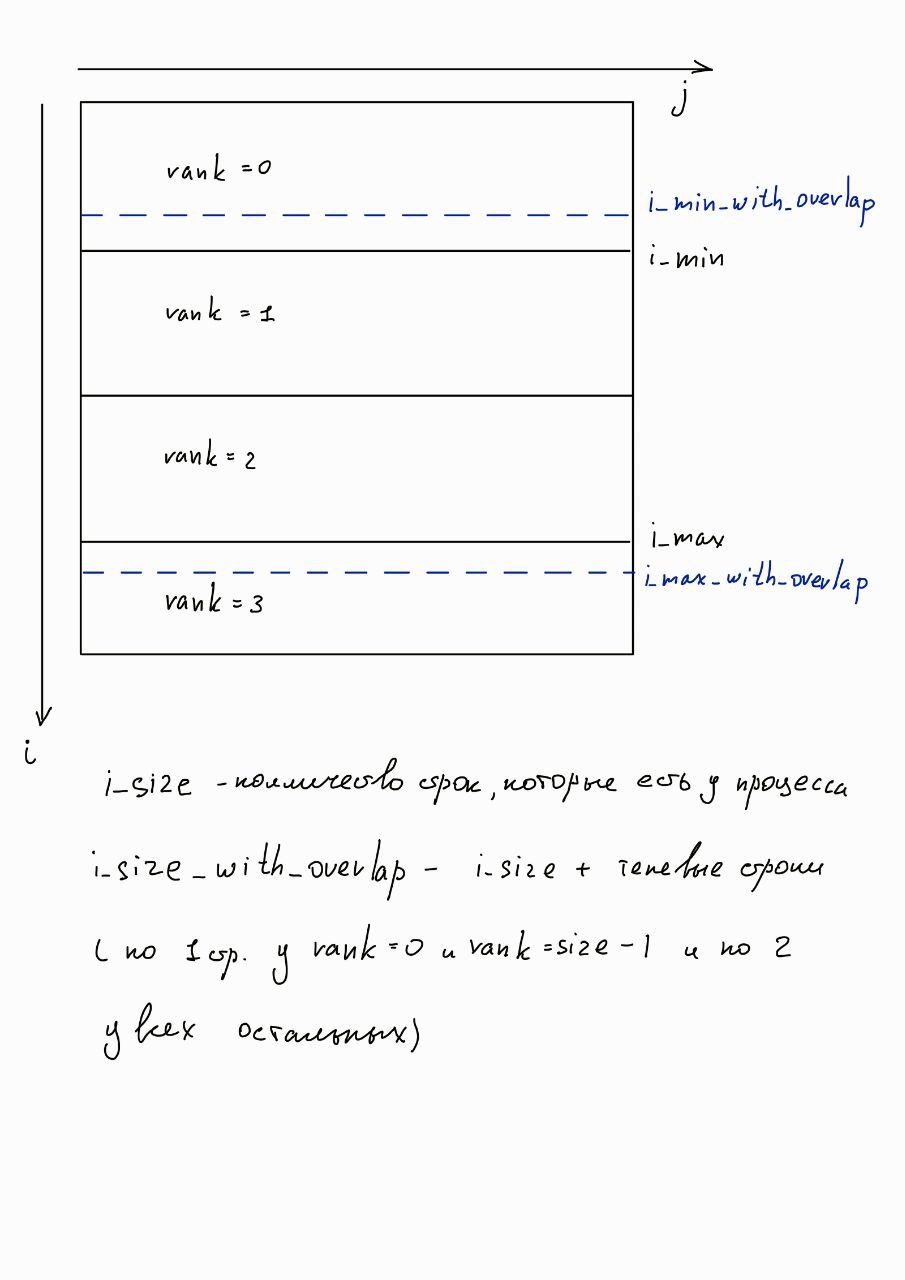 j
rank = 0
i_min_with_overlap
i_min
rank = 1
rank = 2
i_max
i_max_with_overlap
rank = 3
i
i_size - колличество строк, которые есть у процесса
i_size_with_overlap - i_size + теневые строки
( по 1 стр. у rank = 0 и rank = size - 1 и по 2
у всех остальных)